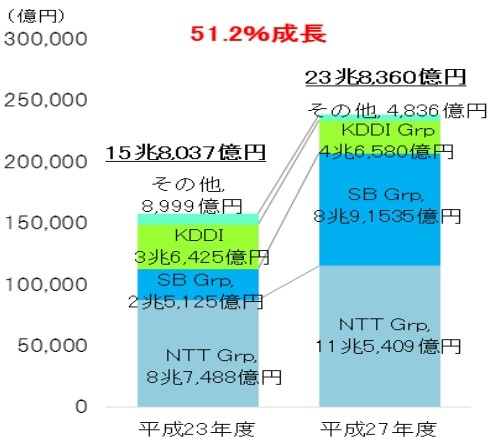 （億円）
51.2%成長
300,000
250,000
200,000
150,000
100,000
50,000
0
15兆8,037億円
その他,
8,999億円
KDDI
3兆6,425億円
SB Grp,
2兆5,125億円
NTT Grp,
8兆7,488億円
平成23年度
23兆8,360億円
その他, 4,836億円
KDDI Grp
4兆6,580億円
SB Grp,
8兆9,1535億円
NTT Grp,
11兆5,409億円
平成27年度